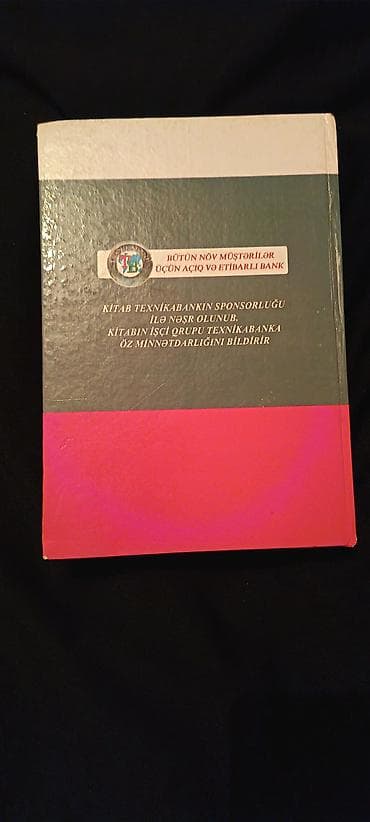 TB
BÜTÜN NÖV MÜŞTƏRİLƏR
ÜÇÜN AÇIQ VƏ ETİBARLI BANK
KİTAB TEXNİKABANKIN SPONSORLUĞU
İLƏ NƏŞR OLUNUB.
KİTABIN İŞÇİ QRUPU TEXNİKABANKA
ÖZ MİNNƏTDARLIĞINI BİLDİRİR